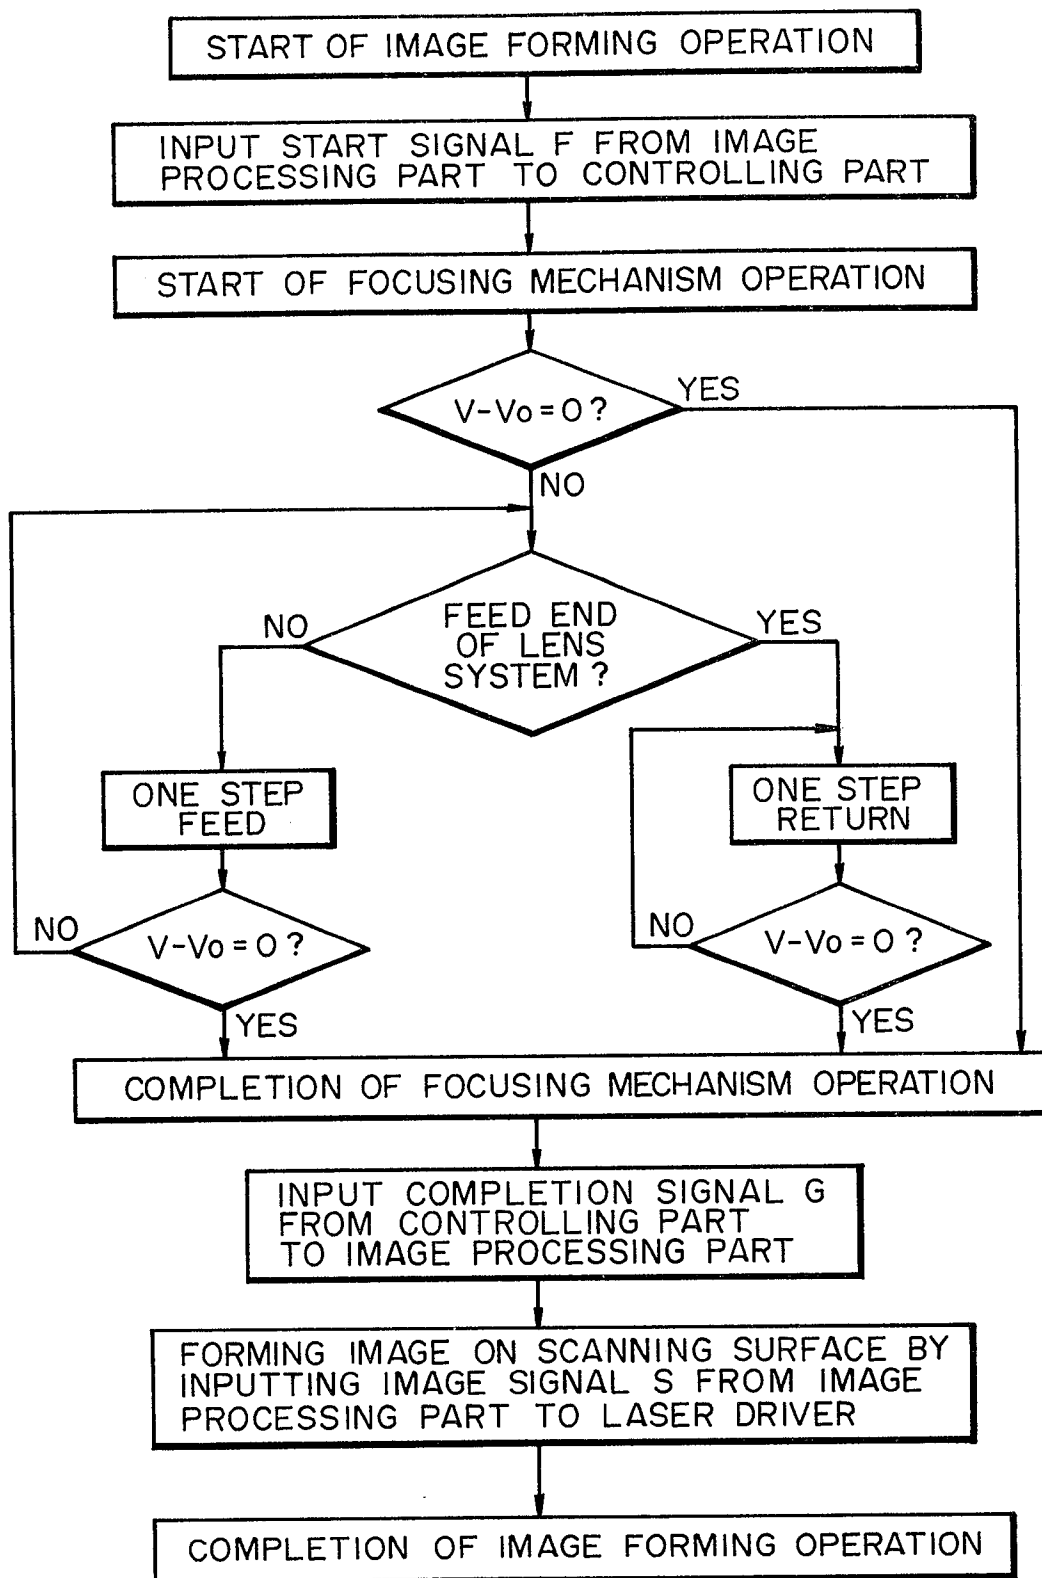 START OF IMAGE FORMING OPERATION
INPUT START SIGNAL F FROM IMAGE
PROCESSING PART TO CONTROLLING PART
START OF FOCUSING MECHANISM OPERATION
V-Vo=0?
YES
NO
FEED END
OF LENS
SYSTEM?
NO
YES
ONE STEP
FEED
ONE STEP
RETURN
V-Vo=0?
NO
YES
V-Vo=0?
NO
YES
COMPLETION OF FOCUSING MECHANISM OPERATION
INPUT COMPLETION SIGNAL G
FROM CONTROLLING PART
TO IMAGE PROCESSING PART
FORMING IMAGE ON SCANNING SURFACE BY
INPUTTING IMAGE SIGNAL S FROM IMAGE
PROCESSING PART TO LASER DRIVER
COMPLETION OF IMAGE FORMING OPERATION